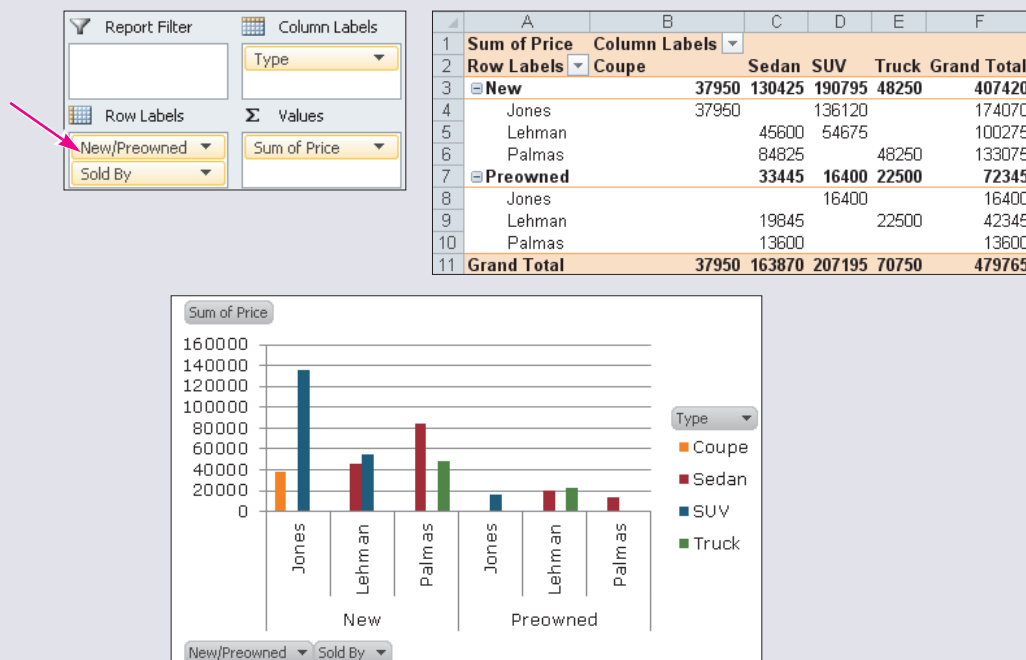 Report Filter Column Labels
Type
Row Labels Σ Values
New/Preowned Sum of Price
Sold By
A B C D E F
1 Sum of Price Column Labels
2 Row Labels Coupe Sedan SUV Truck Grand Total
3 New 37950 130425 190795 48250 407420
4 Jones 37950 136120 174070
5 Lehman 45600 54675 100275
6 Palmas 84825 48250 133075
7 Preowned 33445 16400 22500 72345
8 Jones 16400 16400
9 Lehman 19845 22500 42345
10 Palmas 13600 13600
11 Grand Total 37950 163870 207195 70750 479765
Sum of Price
160000
140000
120000
100000
80000
60000
40000
20000
0
Type
Coupe
Sedan
SUV
Truck
Jones Lehman Palmas Jones Lehman Palmas
New Preowned
New/Preowned Sold By